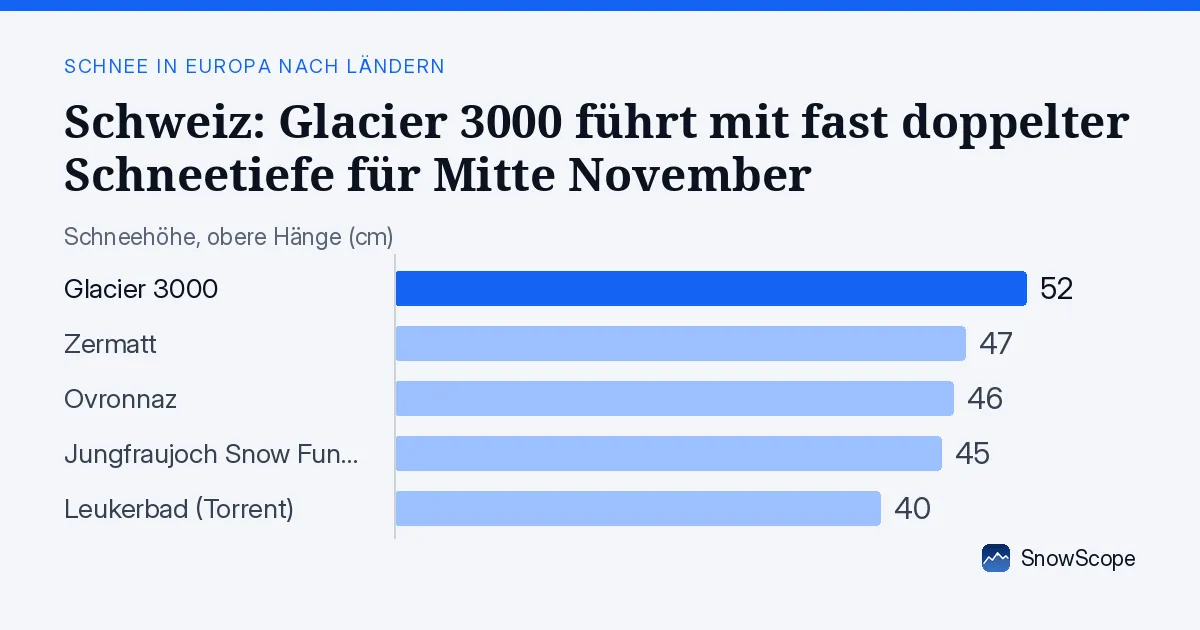 SCHNEE IN EUROPA NACH LÄNDERN
Schweiz: Glacier 3000 führt mit fast doppelter
Schneetiefe für Mitte November
Schneehöhe, obere Hänge (cm)
Glacier 3000 52
Zermatt 47
Ovronnaz 46
Jungfraujoch Snow Fun... 45
Leukerbad (Torrent) 40
SnowScope